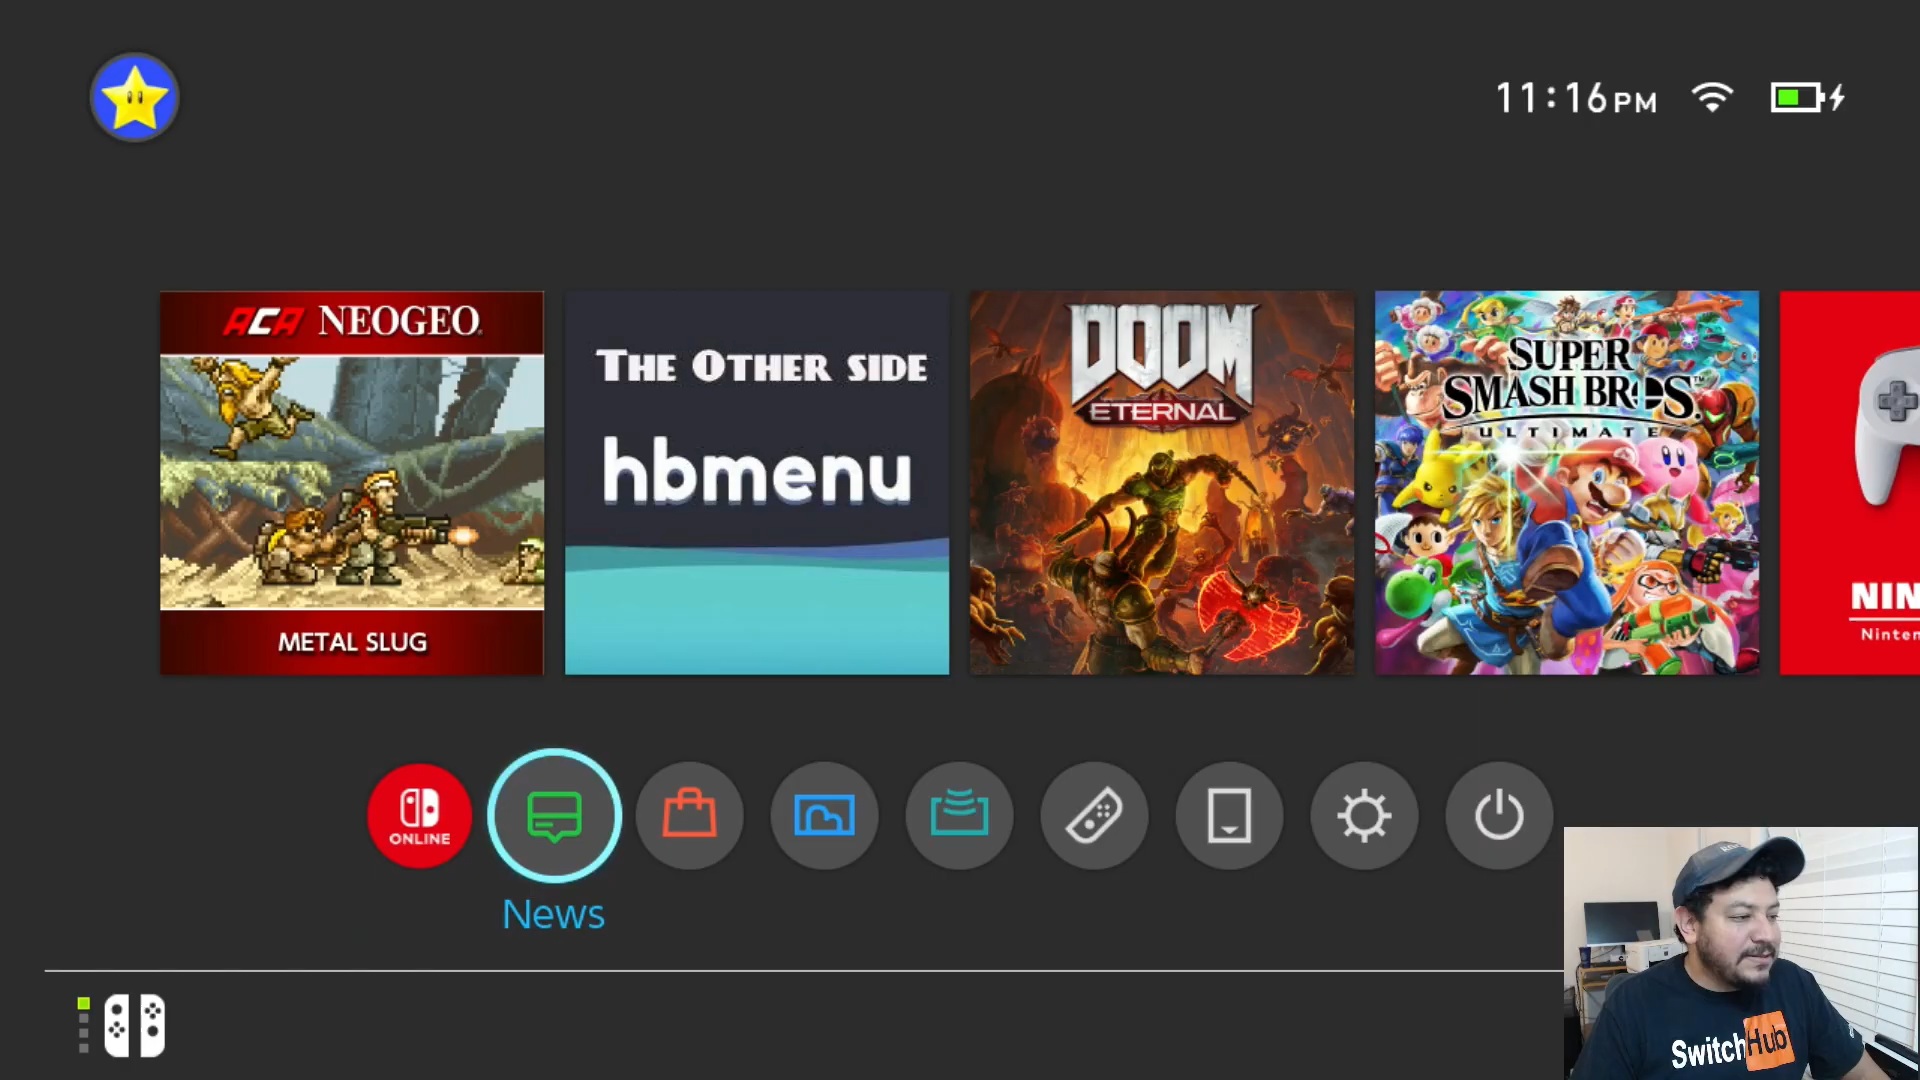 11:16PM
ACA NEOGEO
METAL SLUG
THE OTHER SIDE
hbmenu
DOOM
ETERNAL
SUPER
SMASH BROS.™
ULTIMATE
NIN
Ninten
ONLINE
News
SwitchHub